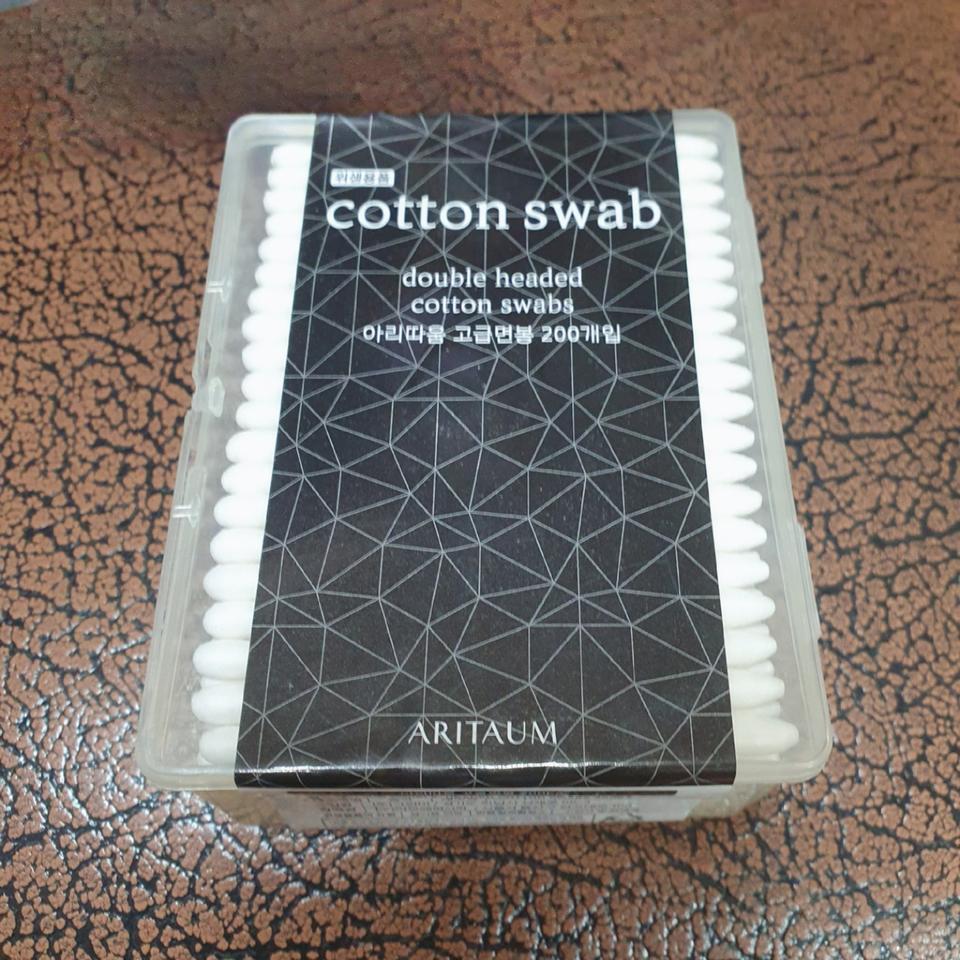 위생용품
cotton swab
double headed
cotton swabs
아리따움 고급면봉 200개입
ARITAUM